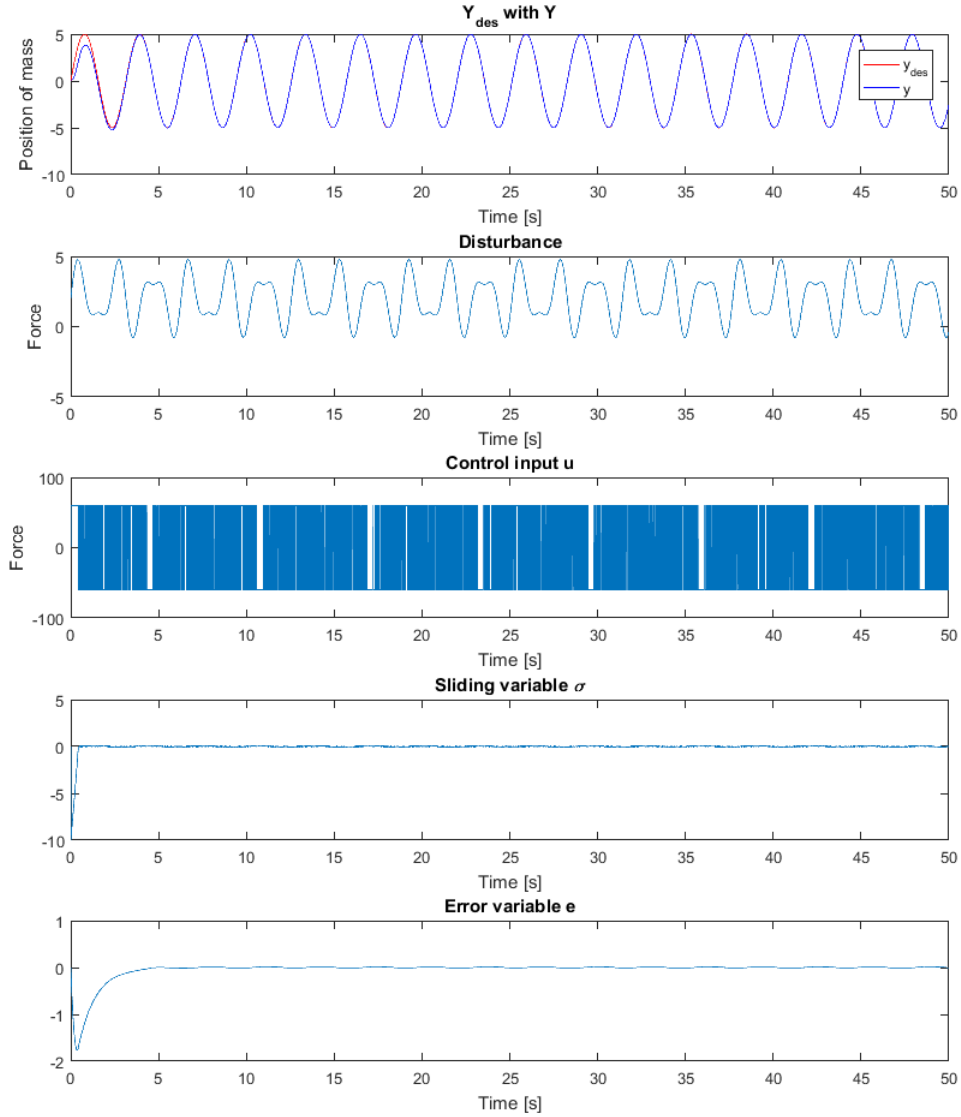 Y_des with Y
5
0
-5
-10
Position of mass
y_des
y
0 5 10 15 20 25 30 35 40 45 50
Time [s]
Disturbance
5
0
-5
Force
0 5 10 15 20 25 30 35 40 45 50
Time [s]
Control input u
100
0
-100
Force
0 5 10 15 20 25 30 35 40 45 50
Time [s]
Sliding variable σ
5
0
-5
-10
0 5 10 15 20 25 30 35 40 45 50
Time [s]
Error variable e
1
0
-1
-2
0 5 10 15 20 25 30 35 40 45 50
Time [s]